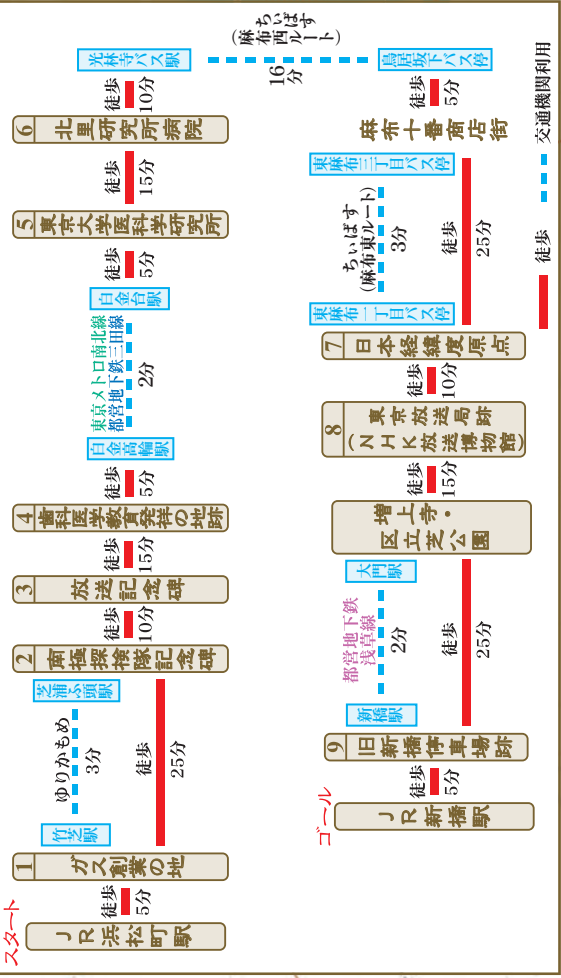 スタート
JR浜松町駅
徒歩
5分
1 ガス創業の地
竹芝駅
ゆりかもめ
3分
芝浦ふ頭駅
徒歩
25分
2 南極探検隊記念碑
徒歩
10分
3 放送記念碑
徒歩
15分
4 歯科医学教育発祥の地跡
徒歩
5分
白金高輪駅
東京メトロ南北線
都営地下鉄三田線
2分
白金台駅
徒歩
5分
5 東京大学医科学研究所
徒歩
15分
6 北里研究所病院
徒歩
10分
光林寺バス駅
ちぃばす
(麻布西ルート)
16分
鳥居坂下バス停
徒歩
5分
麻布十番商店街
東麻布三丁目バス停
ちぃばす
(麻布東ルート)
3分
東麻布二丁目バス停
徒歩
25分
7 日本経緯度原点
徒歩
10分
8 東京放送局跡
(NHK放送博物館)
徒歩
15分
増上寺・
区立芝公園
大門駅
都営地下鉄
浅草線
2分
新橋駅
徒歩
25分
9 旧新橋停車場跡
徒歩
5分
JR新橋駅
ゴール
徒歩
交通機関利用